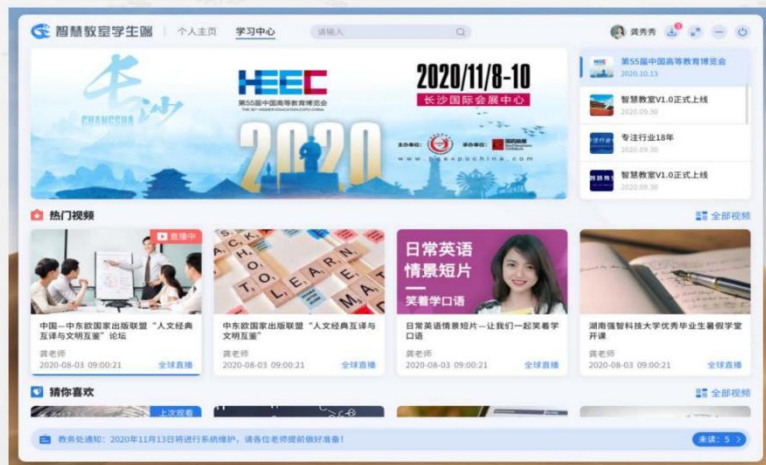 智慧教室学生端
个人主页
学习中心
请输入
龚秀秀
长沙
CHANGSHA
HEEC
第55届中国高等教育博览会
2020
2020/11/8-10
长沙国际会展中心
主办单位:
承办单位:
www.heexpochina.com
第55届中国高等教育博览会
2020.10.13
智慧教室V1.0正式上线
2020.09.30
专注行业18年
2020.09.30
智慧教室V1.0正式上线
2020.09.30
热门视频
全部视频
直播中
LEARN
日常英语
情景短片
笑着学口语
中国—中东欧国家出版联盟“人文经典
互译与文明互鉴”论坛
龚老师
2020-08-03 09:00:21
全球直播
中东欧国家出版联盟“人文经典互译与
文明互鉴”
龚老师
2020-08-03 09:00:21
全球直播
日常英语情景短片—让我们一起笑着学
口语
龚老师
2020-08-03 09:00:21
全球直播
湖南强智科技大学优秀毕业生暑假学堂
开课
龚老师
2020-08-03 09:00:21
全球直播
猜你喜欢
全部视频
上次观看
教务处通知:2020年11月13日将进行系统维护,请各位老师提前做好准备!
未读:5